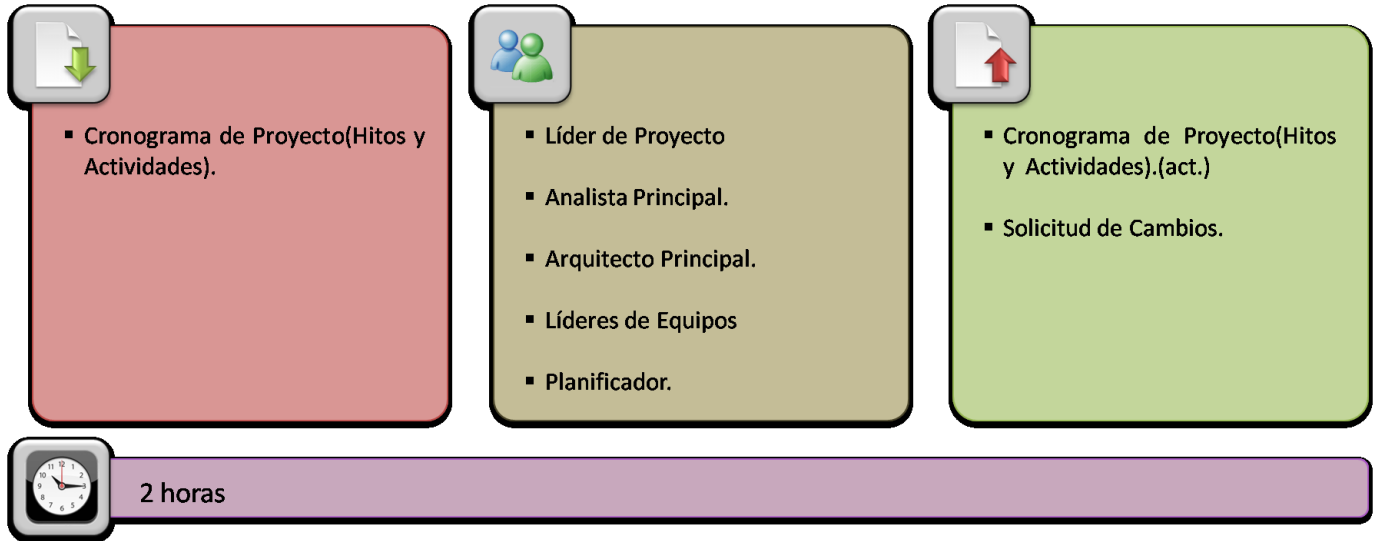 ▪ Cronograma de Proyecto(Hitos y
Actividades).
▪ Líder de Proyecto
▪ Analista Principal.
▪ Arquitecto Principal.
▪ Líderes de Equipos
▪ Planificador.
▪ Cronograma de Proyecto(Hitos
y Actividades).(act.)
▪ Solicitud de Cambios.
2 horas